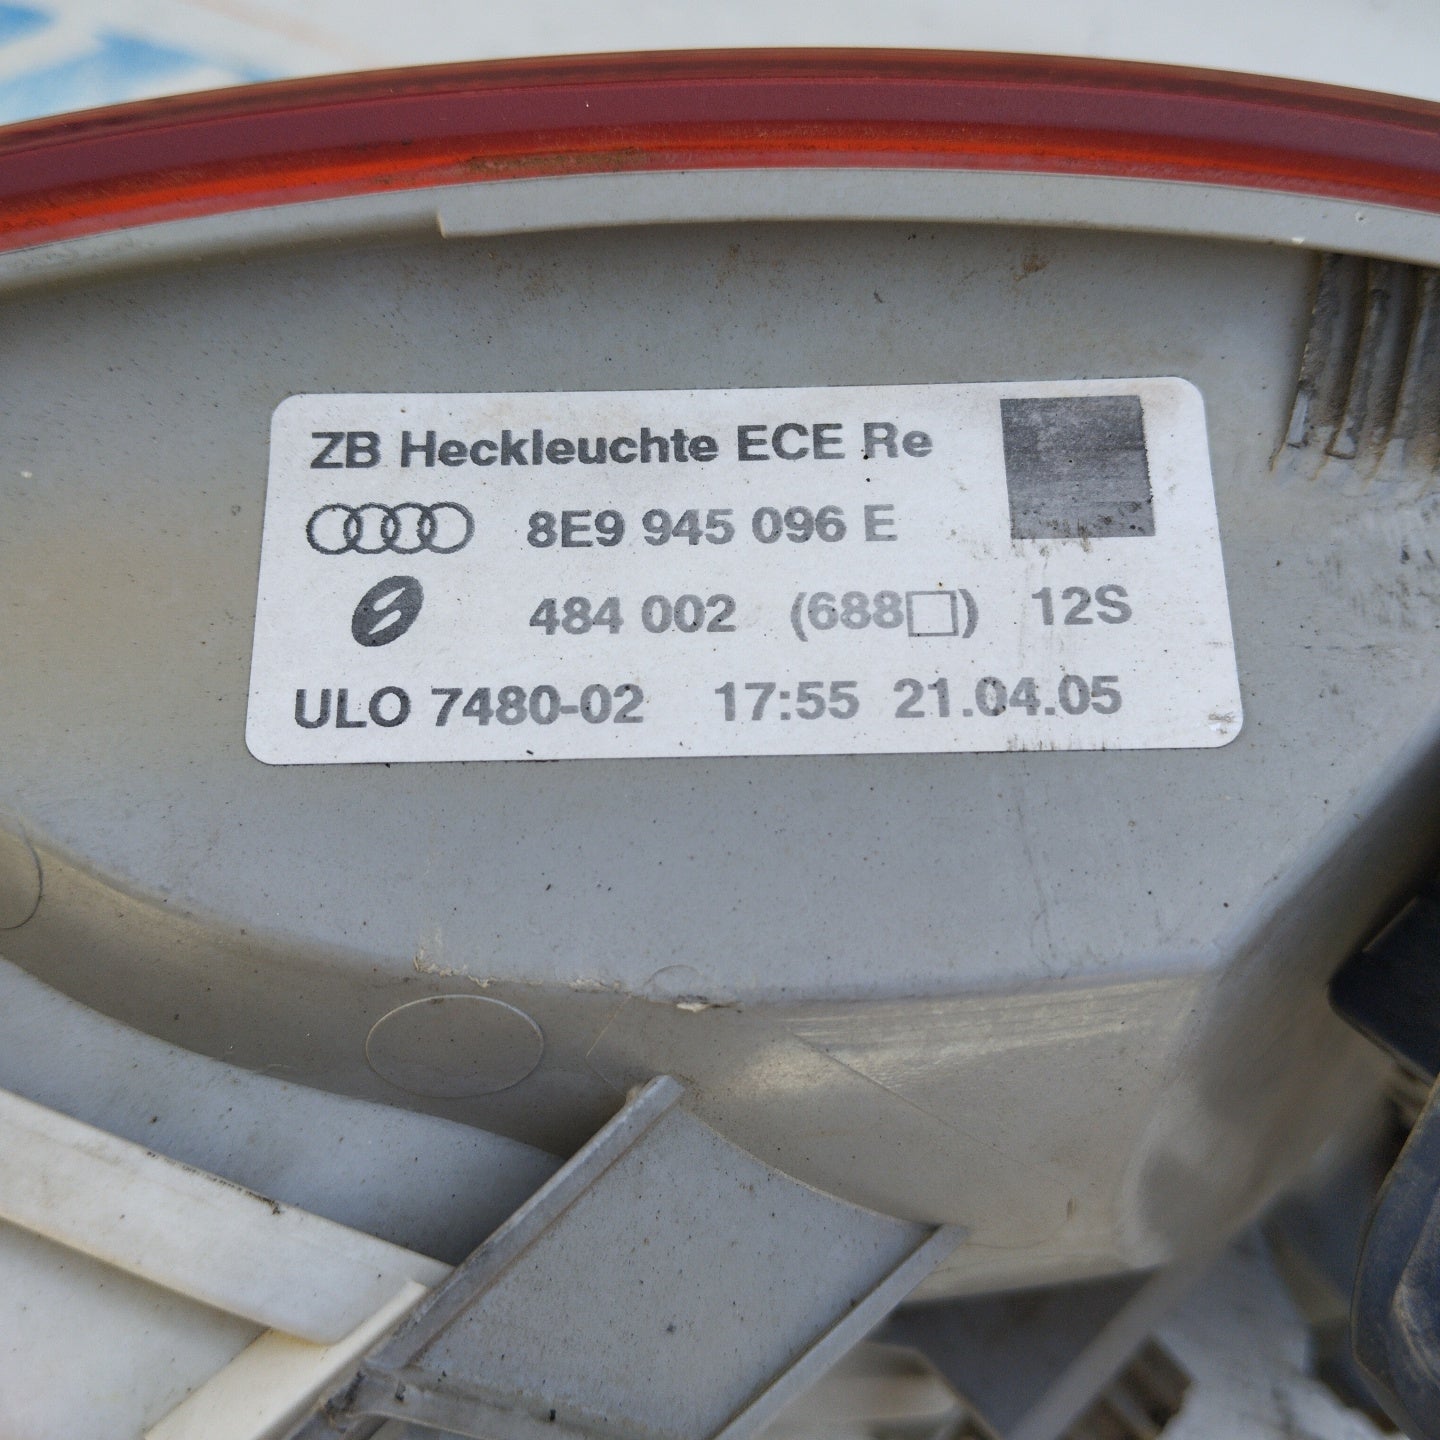 ZB Heckleuchte ECE Re
8E9 945 096 E
484 002 (688□) 12S
ULO 7480-02 17:55 21.04.05